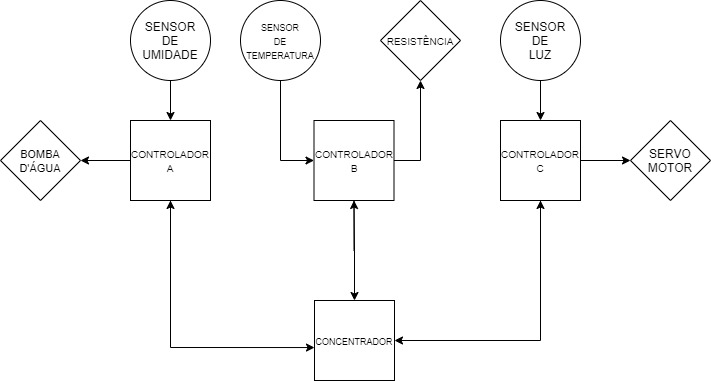 SENSOR
DE
UMIDADE
SENSOR
DE
TEMPERATURA
RESISTÊNCIA
SENSOR
DE
LUZ
BOMBA
D'ÁGUA
CONTROLADOR
A
CONTROLADOR
B
CONTROLADOR
C
SERVO
MOTOR
CONCENTRADOR